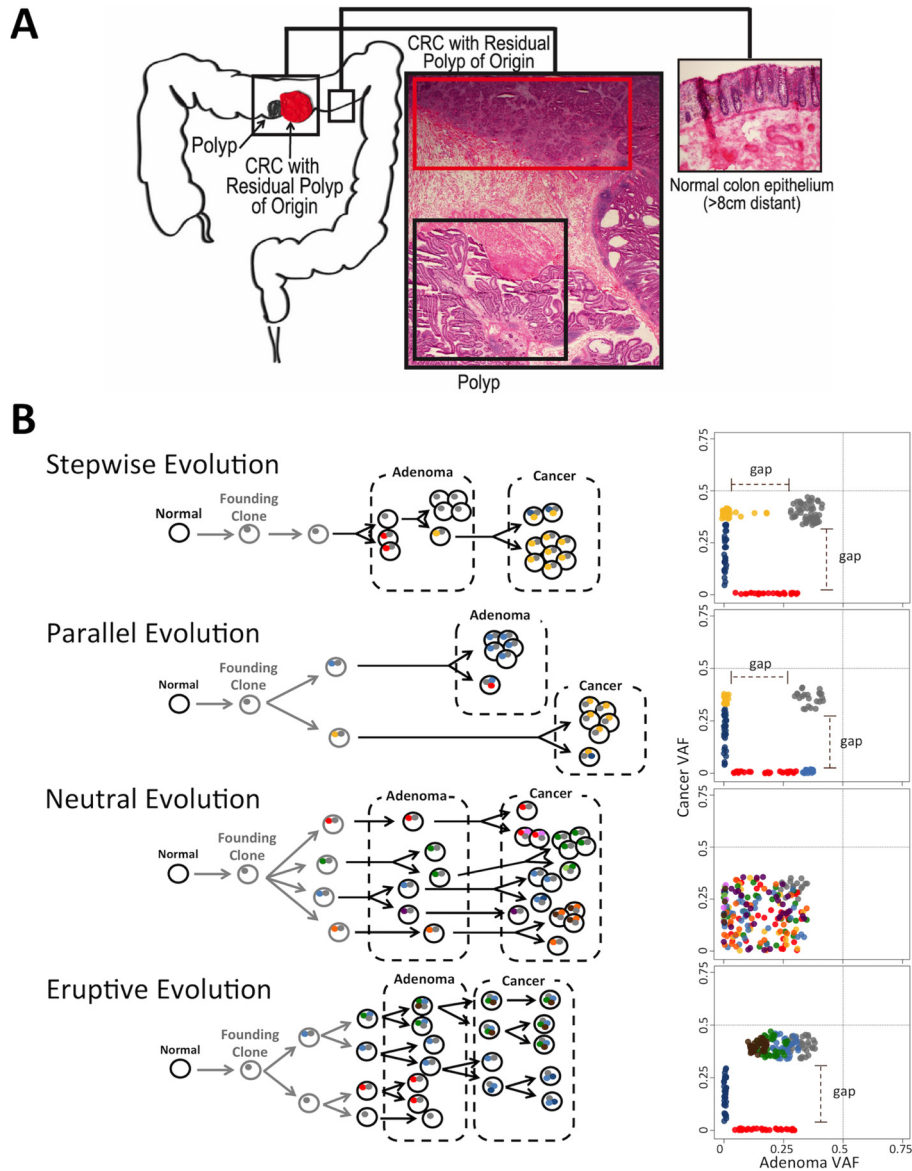 A
CRC with Residual
Polyp of Origin
Polyp
CRC with
Residual Polyp
of Origin
Normal colon epithelium
(>8cm distant)
Polyp
B
Stepwise Evolution
Normal
Founding
Clone
Adenoma
Cancer
0.75
0.5
0.25
0
gap
gap
Parallel Evolution
Normal
Founding
Clone
Adenoma
Cancer
0.75
0.5
0.25
0
gap
gap
Neutral Evolution
Normal
Founding
Clone
Adenoma
Cancer
0.75
0.5
0.25
0
Eruptive Evolution
Normal
Founding
Clone
Adenoma
Cancer
0.75
0.5
0.25
0
gap
Cancer VAF
0
0.25
0.5
0.75
Adenoma VAF